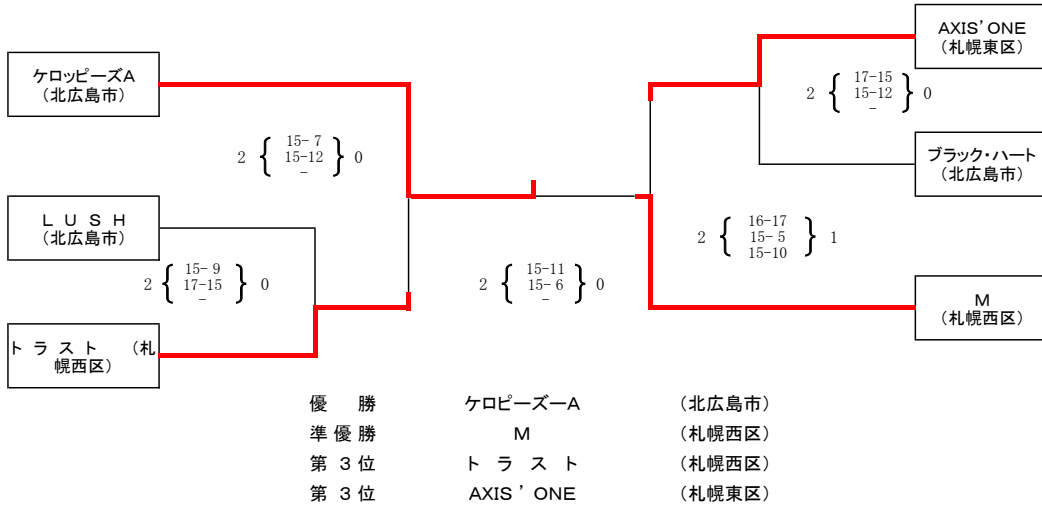 AXIS'ONE
(札幌東区)
ケロッピーズA
(北広島市)
2 { 17-15 } 0
15-12
-
2 { 15- 7 } 0
15-12
-
ブラック・ハート
(北広島市)
L U S H
(北広島市)
2 { 16-17 } 1
15- 5
15-10
2 { 15- 9 } 0
17-15
-
2 { 15-11 } 0
15- 6
-
M
(札幌西区)
ト ラ ス ト (札
幌西区)
優 勝 ケロピーズーA (北広島市)
準 優 勝 M (札幌西区)
第 3 位 ト ラ ス ト (札幌西区)
第 3 位 AXIS ' ONE (札幌東区)